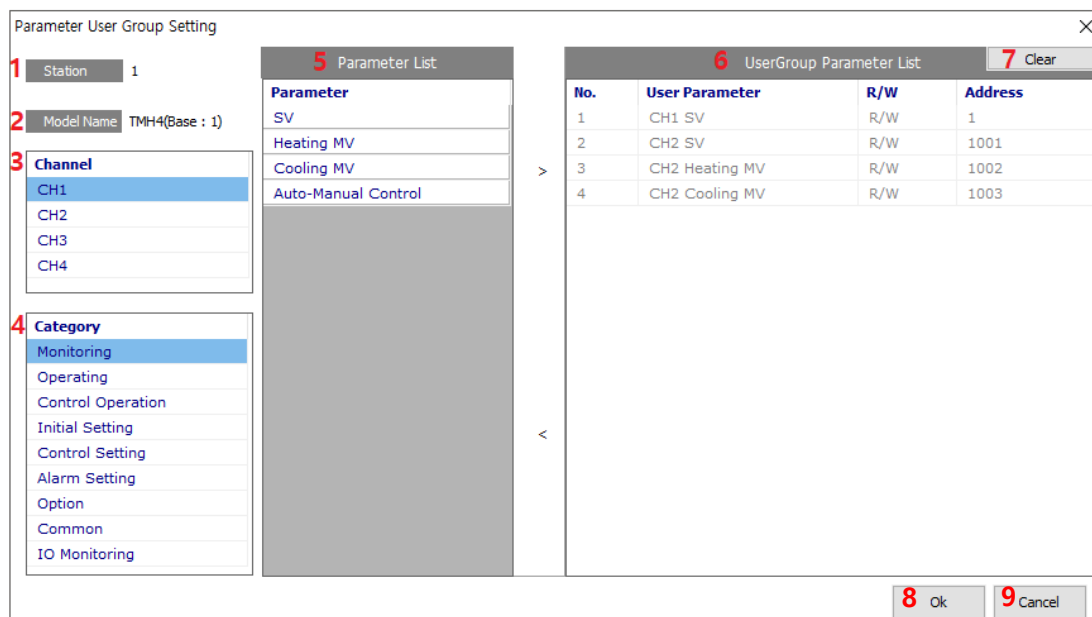 Parameter User Group Setting
1 Station 1
2 Model Name TMH4(Base : 1)
3 Channel
CH1
CH2
CH3
CH4
4 Category
Monitoring
Operating
Control Operation
Initial Setting
Control Setting
Alarm Setting
Option
Common
IO Monitoring
5 Parameter List
Parameter
SV
Heating MV
Cooling MV
Auto-Manual Control
>
<
6 UserGroup Parameter List
7 Clear
No. User Parameter R/W Address
1 CH1 SV R/W 1
2 CH2 SV R/W 1001
3 CH2 Heating MV R/W 1002
4 CH2 Cooling MV R/W 1003
8 Ok
9 Cancel